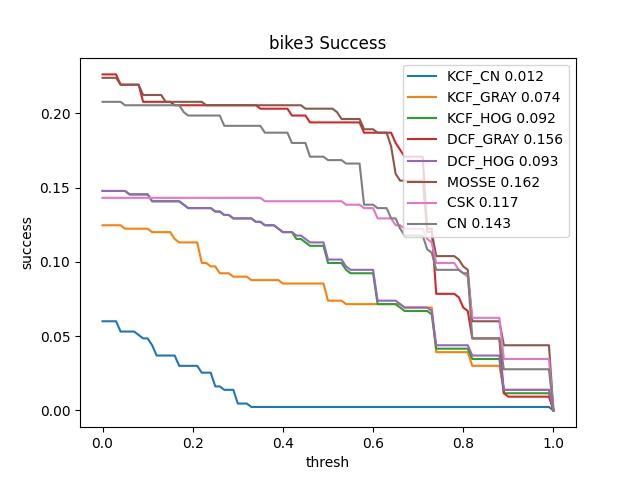 bike3 Success
success
0.20
0.15
0.10
0.05
0.00
KCF_CN 0.012
KCF_GRAY 0.074
KCF_HOG 0.092
DCF_GRAY 0.156
DCF_HOG 0.093
MOSSE 0.162
CSK 0.117
CN 0.143
0.0 0.2 0.4 0.6 0.8 1.0
thresh